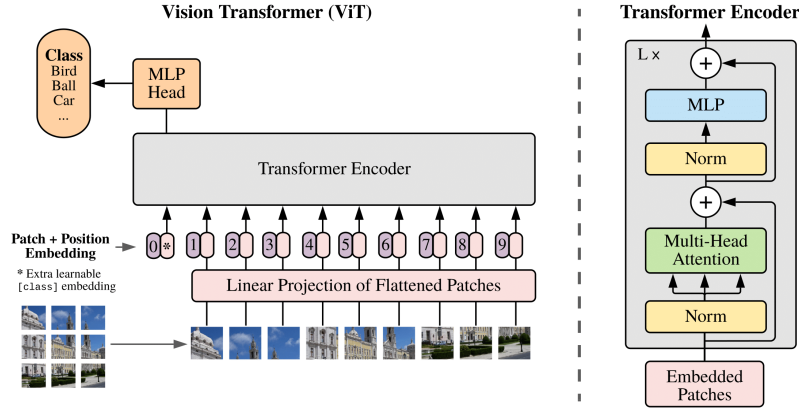 Vision Transformer (ViT)
Class
Bird
Ball
Car
...
MLP
Head
Transformer Encoder
Patch + Position
Embedding
0 * 1 2 3 4 5 6 7 8 9
* Extra learnable
[class] embedding
Linear Projection of Flattened Patches
Transformer Encoder
L x
+
MLP
Norm
+
Multi-Head
Attention
Norm
Embedded
Patches